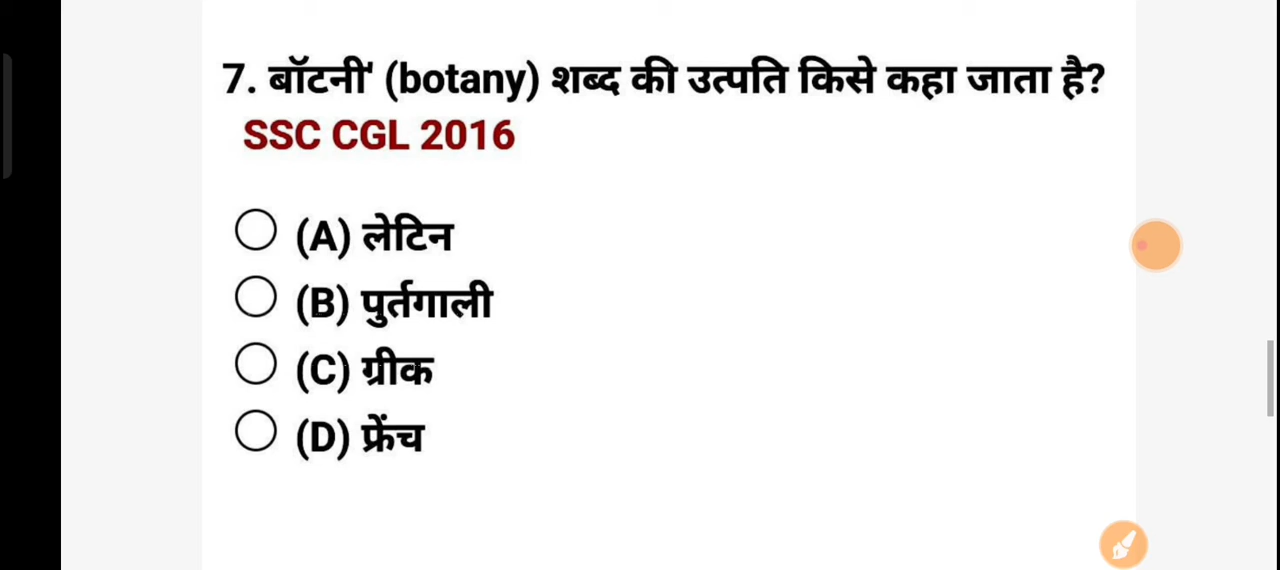 7. बॉटनी' (botany) शब्द की उत्पति किसे कहा जाता है?
SSC CGL 2016
(A) लेटिन
(B) पुर्तगाली
(C) ग्रीक
(D) फ्रेंच